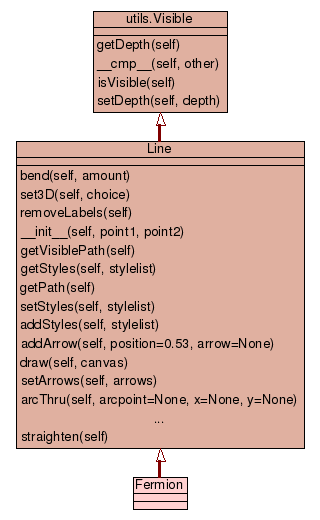 utils.Visible
getDepth(self)
__cmp__(self, other)
isVisible(self)
setDepth(self, depth)
Line
bend(self, amount)
set3D(self, choice)
removeLabels(self)
__init__(self, point1, point2)
getVisiblePath(self)
getStyles(self, stylelist)
getPath(self)
setStyles(self, stylelist)
addStyles(self, stylelist)
addArrow(self, position=0.53, arrow=None)
draw(self, canvas)
setArrows(self, arrows)
arcThru(self, arcpoint=None, x=None, y=None)
...
straighten(self)
Fermion